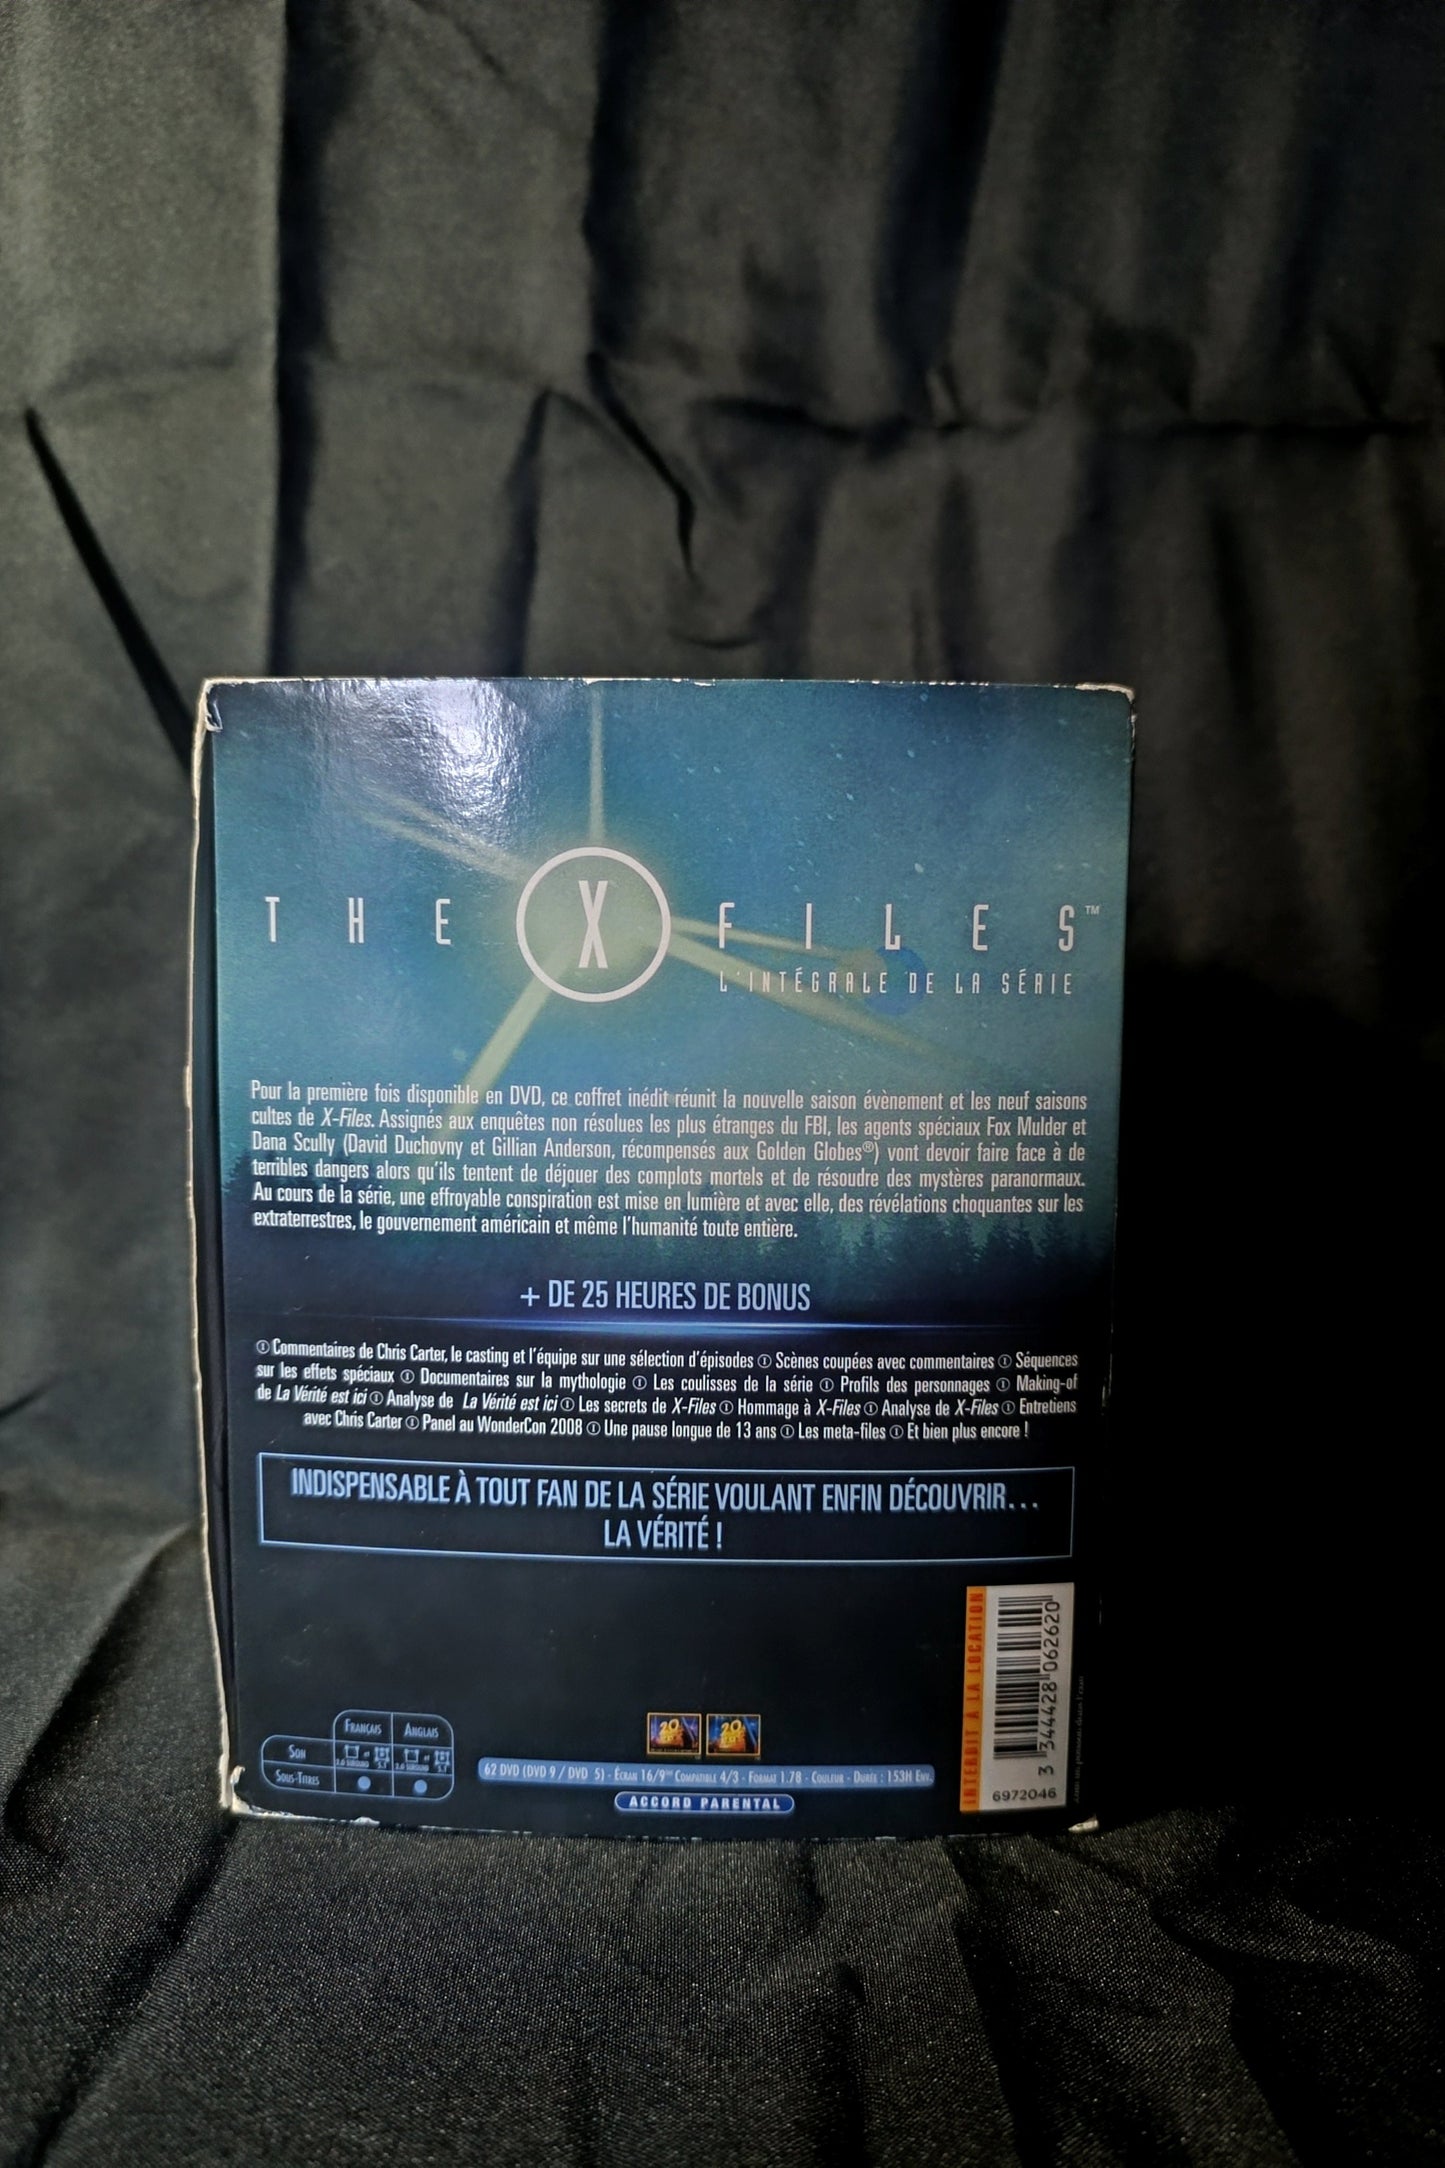 THE X FILES™
L'INTÉGRALE DE LA SÉRIE
Pour la première fois disponible en DVD, ce coffret inédit réunit la nouvelle saison évènement et les neuf saisons
cultes de X-Files. Assignés aux enquêtes non résolues les plus étranges du FBI, les agents spéciaux Fox Mulder et
Dana Scully (David Duchovny et Gillian Anderson, récompensés aux Golden Globes®) vont devoir faire face à de
terribles dangers alors qu'ils tentent de déjouer des complots mortels et de résoudre des mystères paranormaux.
Au cours de la série, une effroyable conspiration est mise en lumière et avec elle, des révélations choquantes sur les
extraterrestres, le gouvernement américain et même l'humanité toute entière.
+ DE 25 HEURES DE BONUS
Commentaires de Chris Carter, le casting et l'équipe sur une sélection d'épisodes Scènes coupées avec commentaires Séquences
sur les effets spéciaux Documentaires sur la mythologie Les coulisses de la série Profils des personnages Making-of
de La Vérité est ici Analyse de La Vérité est ici Les secrets de X-Files Hommage à X-Files Analyse de X-Files Entretiens
avec Chris Carter Panel au WonderCon 2008 Une pause longue de 13 ans Les meta-files Et bien plus encore !
INDISPENSABLE À TOUT FAN DE LA SÉRIE VOULANT ENFIN DÉCOUVRIR...
LA VÉRITÉ !
FRANÇAIS ANGLAIS
SON 2.0 SURROUND et 5.1 2.0 SURROUND et 5.1
SOUS-TITRES
62 DVD (DVD 9 / DVD 5) - ÉCRAN 16/9 COMPATIBLE 4/3 - FORMAT 1.78 - COULEUR - DURÉE : 153H ENV.
ACCORD PARENTAL
INTERDIT À LA LOCATION
3 344428 062620
6972046